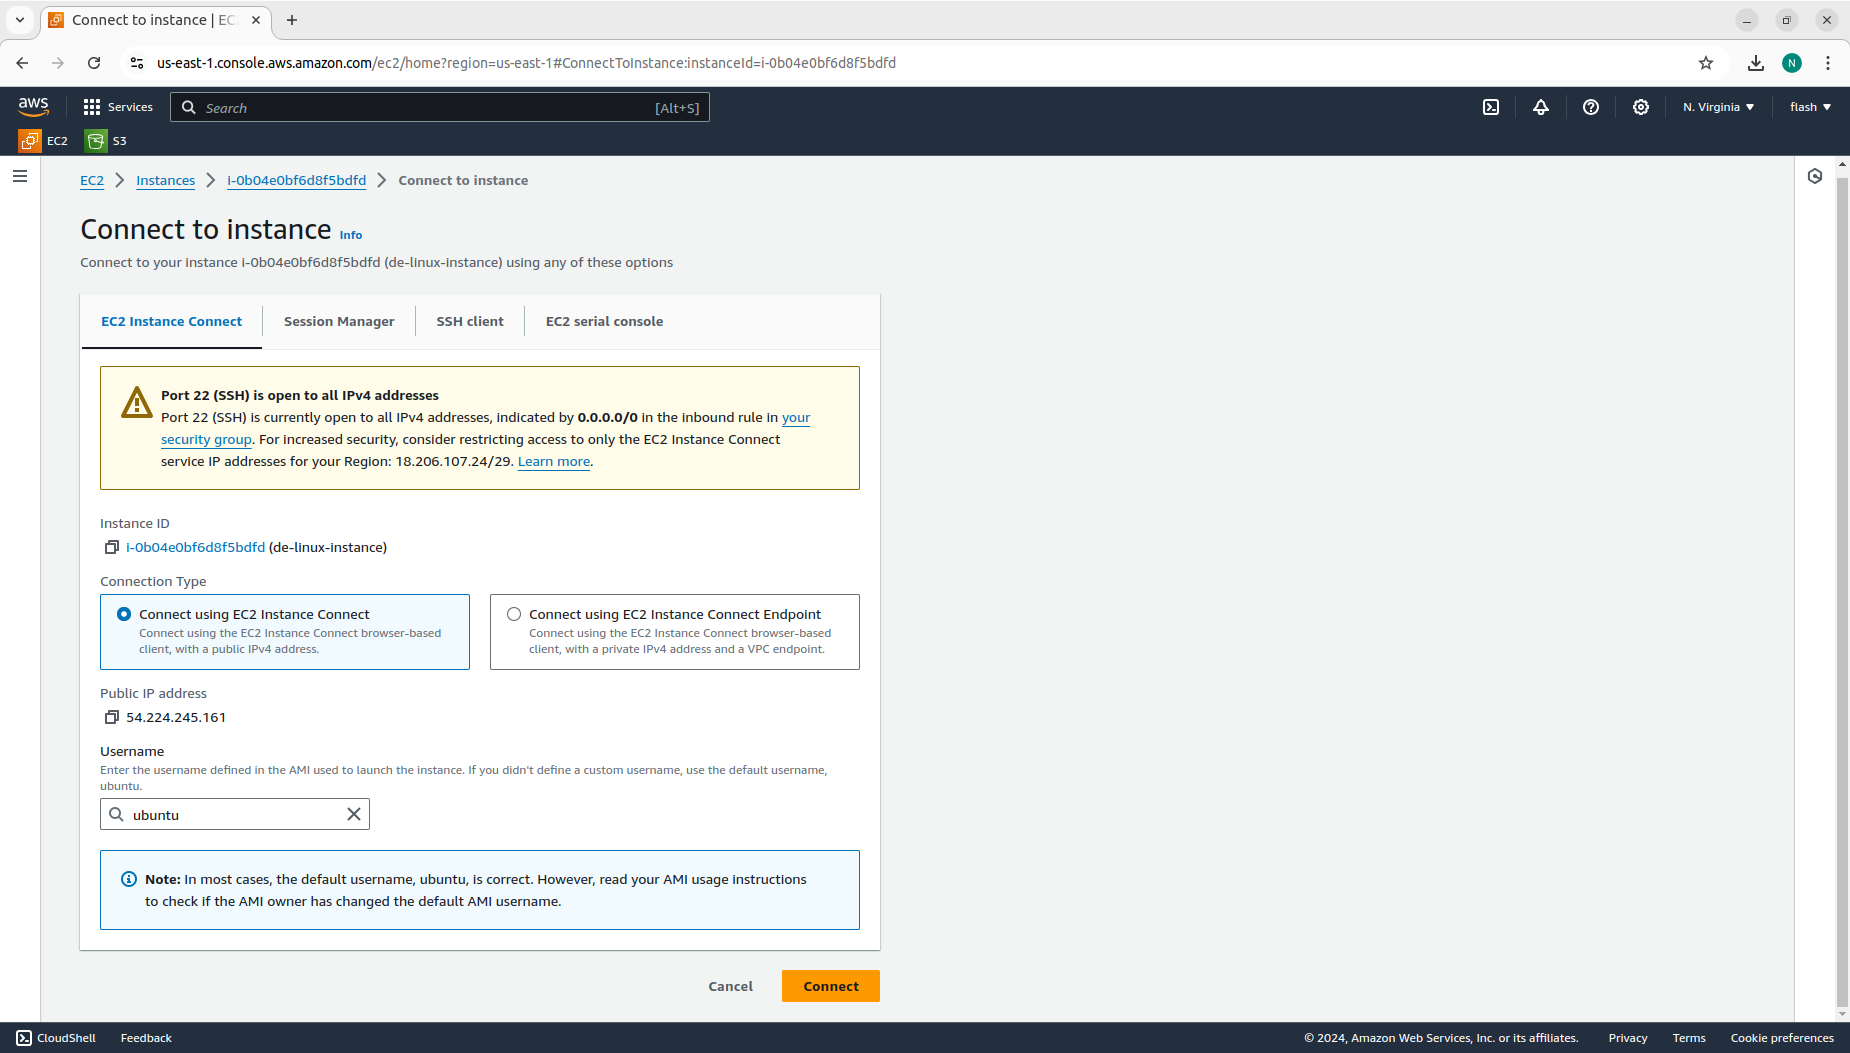 Connect to instance | EC
us-east-1.console.aws.amazon.com/ec2/home?region=us-east-1#ConnectToInstance:instanceId=i-0b04e0bf6d8f5bdfd
N
aws
Services
Search
[Alt+S]
N. Virginia
flash
EC2
S3
EC2
Instances
i-0b04e0bf6d8f5bdfd
Connect to instance
Connect to instance Info
Connect to your instance i-0b04e0bf6d8f5bdfd (de-linux-instance) using any of these options
EC2 Instance Connect
Session Manager
SSH client
EC2 serial console
Port 22 (SSH) is open to all IPv4 addresses
Port 22 (SSH) is currently open to all IPv4 addresses, indicated by 0.0.0.0/0 in the inbound rule in your
security group. For increased security, consider restricting access to only the EC2 Instance Connect
service IP addresses for your Region: 18.206.107.24/29. Learn more.
Instance ID
i-0b04e0bf6d8f5bdfd (de-linux-instance)
Connection Type
Connect using EC2 Instance Connect
Connect using the EC2 Instance Connect browser-based
client, with a public IPv4 address.
Connect using EC2 Instance Connect Endpoint
Connect using the EC2 Instance Connect browser-based
client, with a private IPv4 address and a VPC endpoint.
Public IP address
54.224.245.161
Username
Enter the username defined in the AMI used to launch the instance. If you didn't define a custom username, use the default username,
ubuntu.
ubuntu
Note: In most cases, the default username, ubuntu, is correct. However, read your AMI usage instructions
to check if the AMI owner has changed the default AMI username.
Cancel
Connect
CloudShell
Feedback
© 2024, Amazon Web Services, Inc. or its affiliates.
Privacy
Terms
Cookie preferences